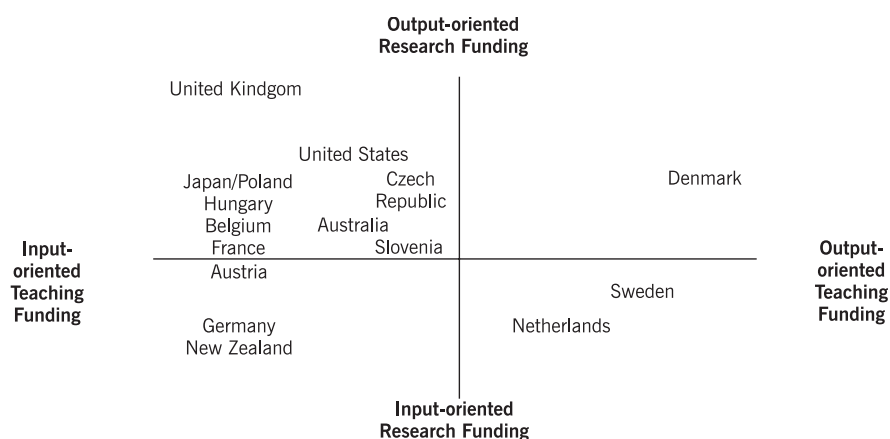 Output-oriented
Research Funding
United Kindgom
United States
Japan/Poland
Czech
Denmark
Hungary
Republic
Belgium
Australia
Input-
oriented
Teaching
Funding
France
Slovenia
Output-
oriented
Teaching
Funding
Austria
Sweden
Germany
Netherlands
New Zealand
Input-oriented
Research Funding